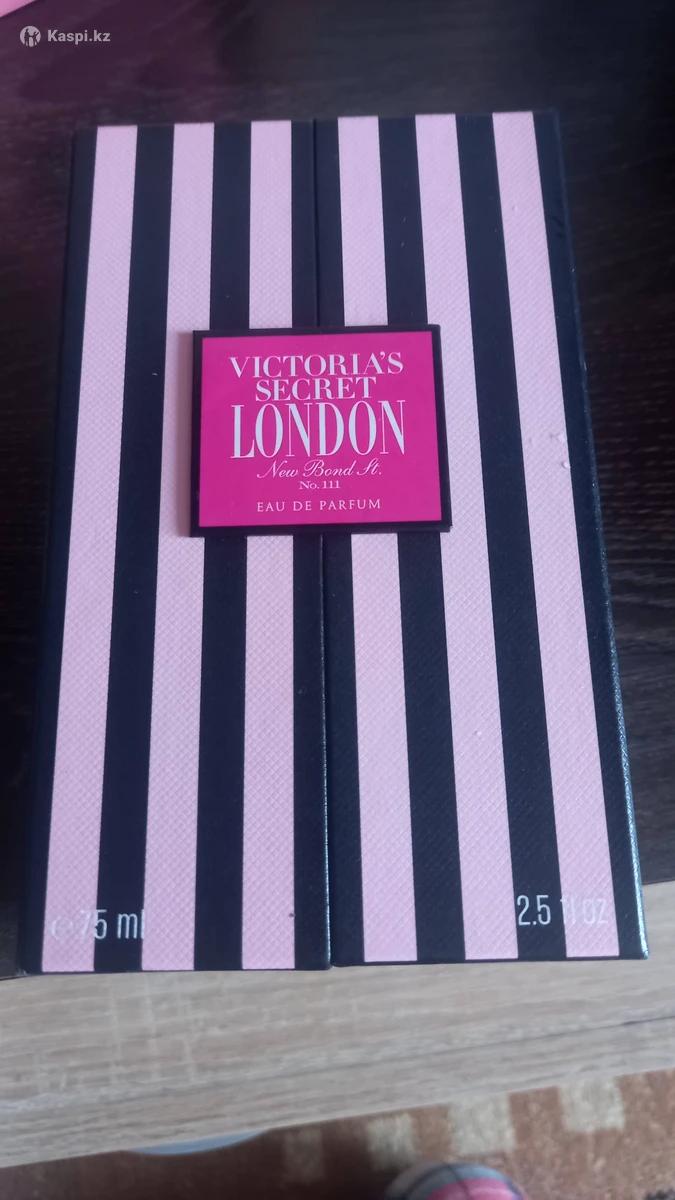 Kaspi.kz
VICTORIA'S
SECRET
LONDON
New Bond St.
No. 111
EAU DE PARFUM
℮ 75 ml
2.5 fl oz